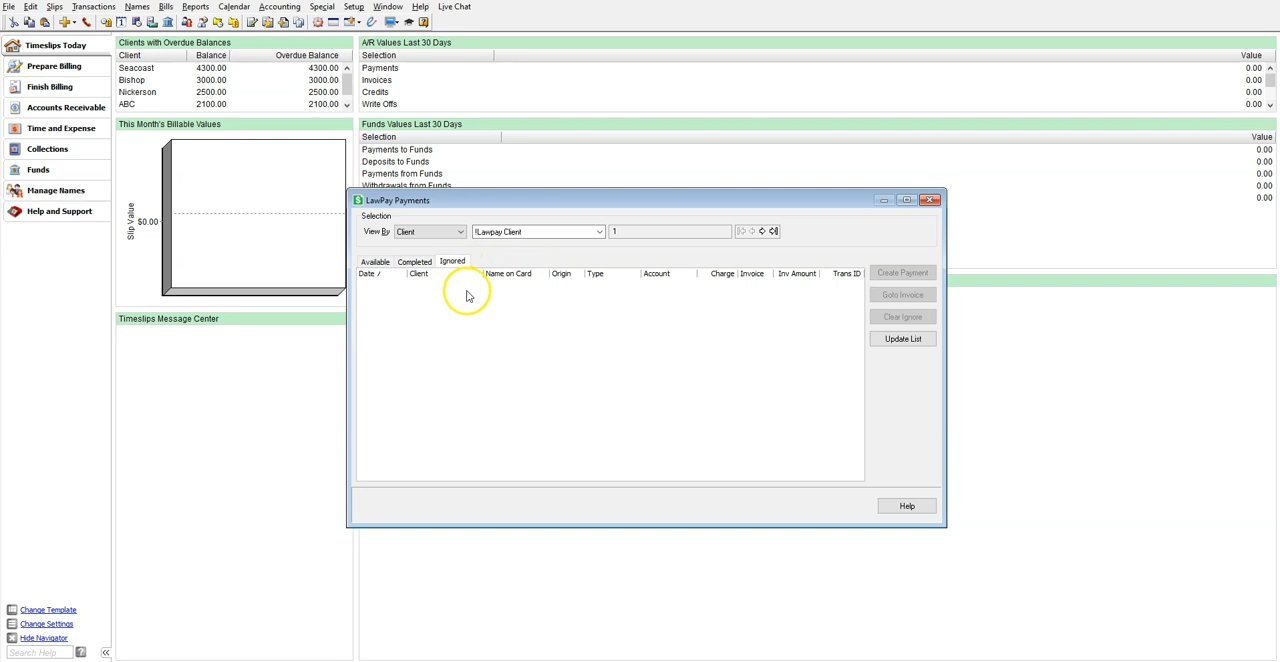 File Edit Slips Transactions Names Bills Reports Calendar Accounting Special Setup Window Help Live Chat
Timeslips Today
Prepare Billing
Finish Billing
Accounts Receivable
Time and Expense
Collections
Funds
Manage Names
Help and Support
Clients with Overdue Balances
Client Balance Overdue Balance
Seacoast 4300.00 4300.00
Bishop 3000.00 3000.00
Nickerson 2500.00 2500.00
ABC 2100.00 2100.00
This Month's Billable Values
Slip Value
$0.00
Timeslips Message Center
A/R Values Last 30 Days
Selection Value
Payments 0.00
Invoices 0.00
Credits 0.00
Write Offs 0.00
Funds Values Last 30 Days
Selection Value
Payments to Funds 0.00
Deposits to Funds 0.00
Payments from Funds 0.00
Withdrawals from Funds 0.00
0.00
LawPay Payments
Selection
View By Client !Lawpay Client 1
Available Completed Ignored
Date / Client Name on Card Origin Type Account Charge Invoice Inv Amount Trans ID
Create Payment
Goto Invoice
Clear Ignore
Update List
Help
Change Template
Change Settings
Hide Navigator
Search Help ? «